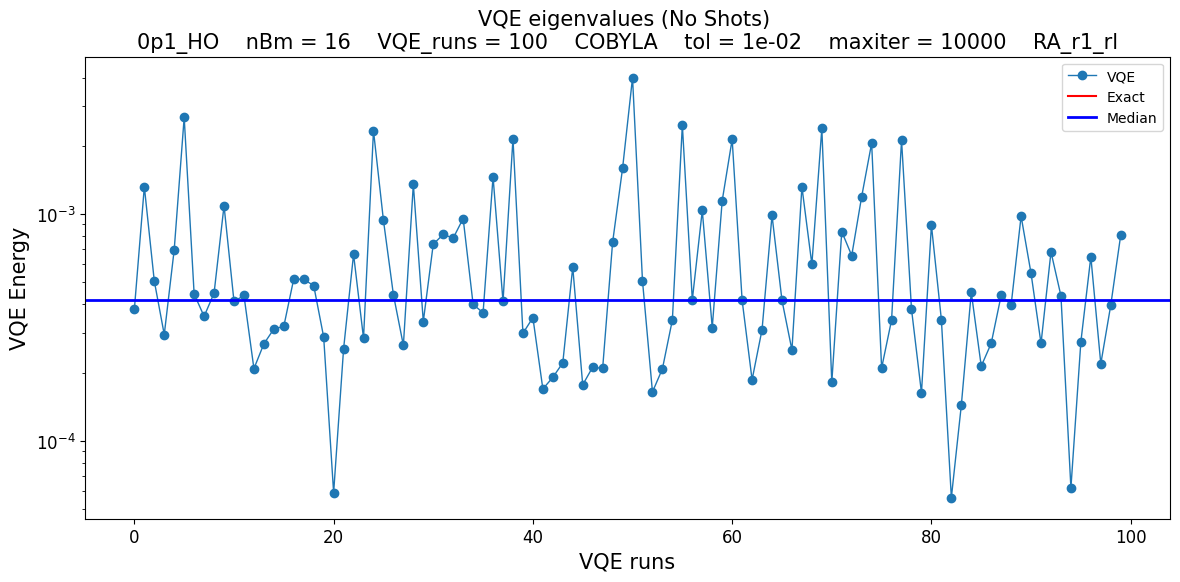 VQE eigenvalues (No Shots)
0p1_HO nBm = 16 VQE_runs = 100 COBYLA tol = 1e-02 maxiter = 10000 RA_r1_rl
VQE
Exact
Median
VQE Energy
10⁻³
10⁻⁴
0 20 40 60 80 100
VQE runs